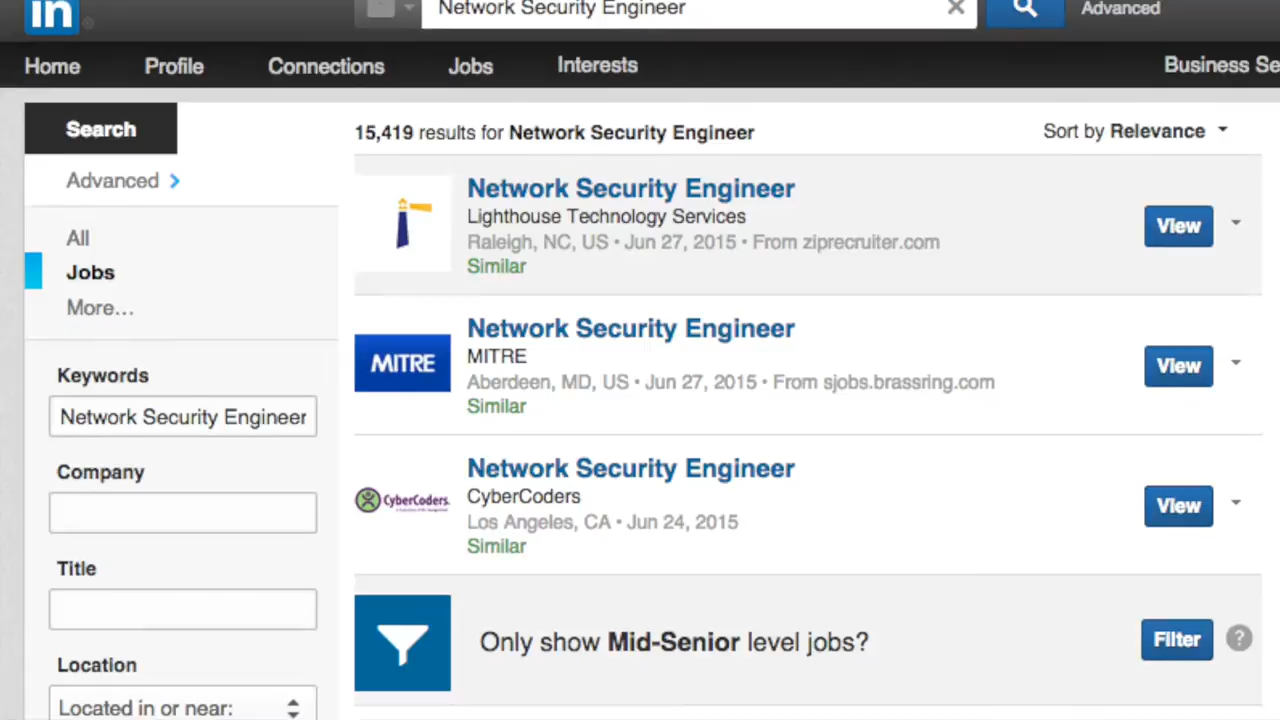 in
Network Security Engineer
Advanced
Home Profile Connections Jobs Interests Business Se
Search
Advanced
All
Jobs
More...
Keywords
Network Security Engineer
Company
Title
Location
Located in or near:
15,419 results for Network Security Engineer
Sort by Relevance
Network Security Engineer
Lighthouse Technology Services
Raleigh, NC, US • Jun 27, 2015 • From ziprecruiter.com
Similar
View
MITRE
Network Security Engineer
MITRE
Aberdeen, MD, US • Jun 27, 2015 • From sjobs.brassring.com
Similar
View
CyberCoders
Network Security Engineer
CyberCoders
Los Angeles, CA • Jun 24, 2015
Similar
View
Only show Mid-Senior level jobs?
Filter
?